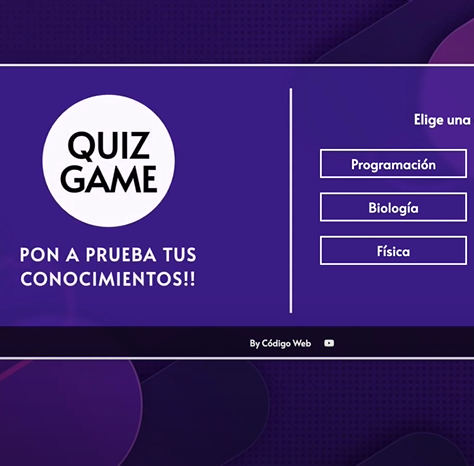 QUIZ
GAME
PON A PRUEBA TUS
CONOCIMIENTOS!!
Elige una
Programación
Biología
Física
By Código Web